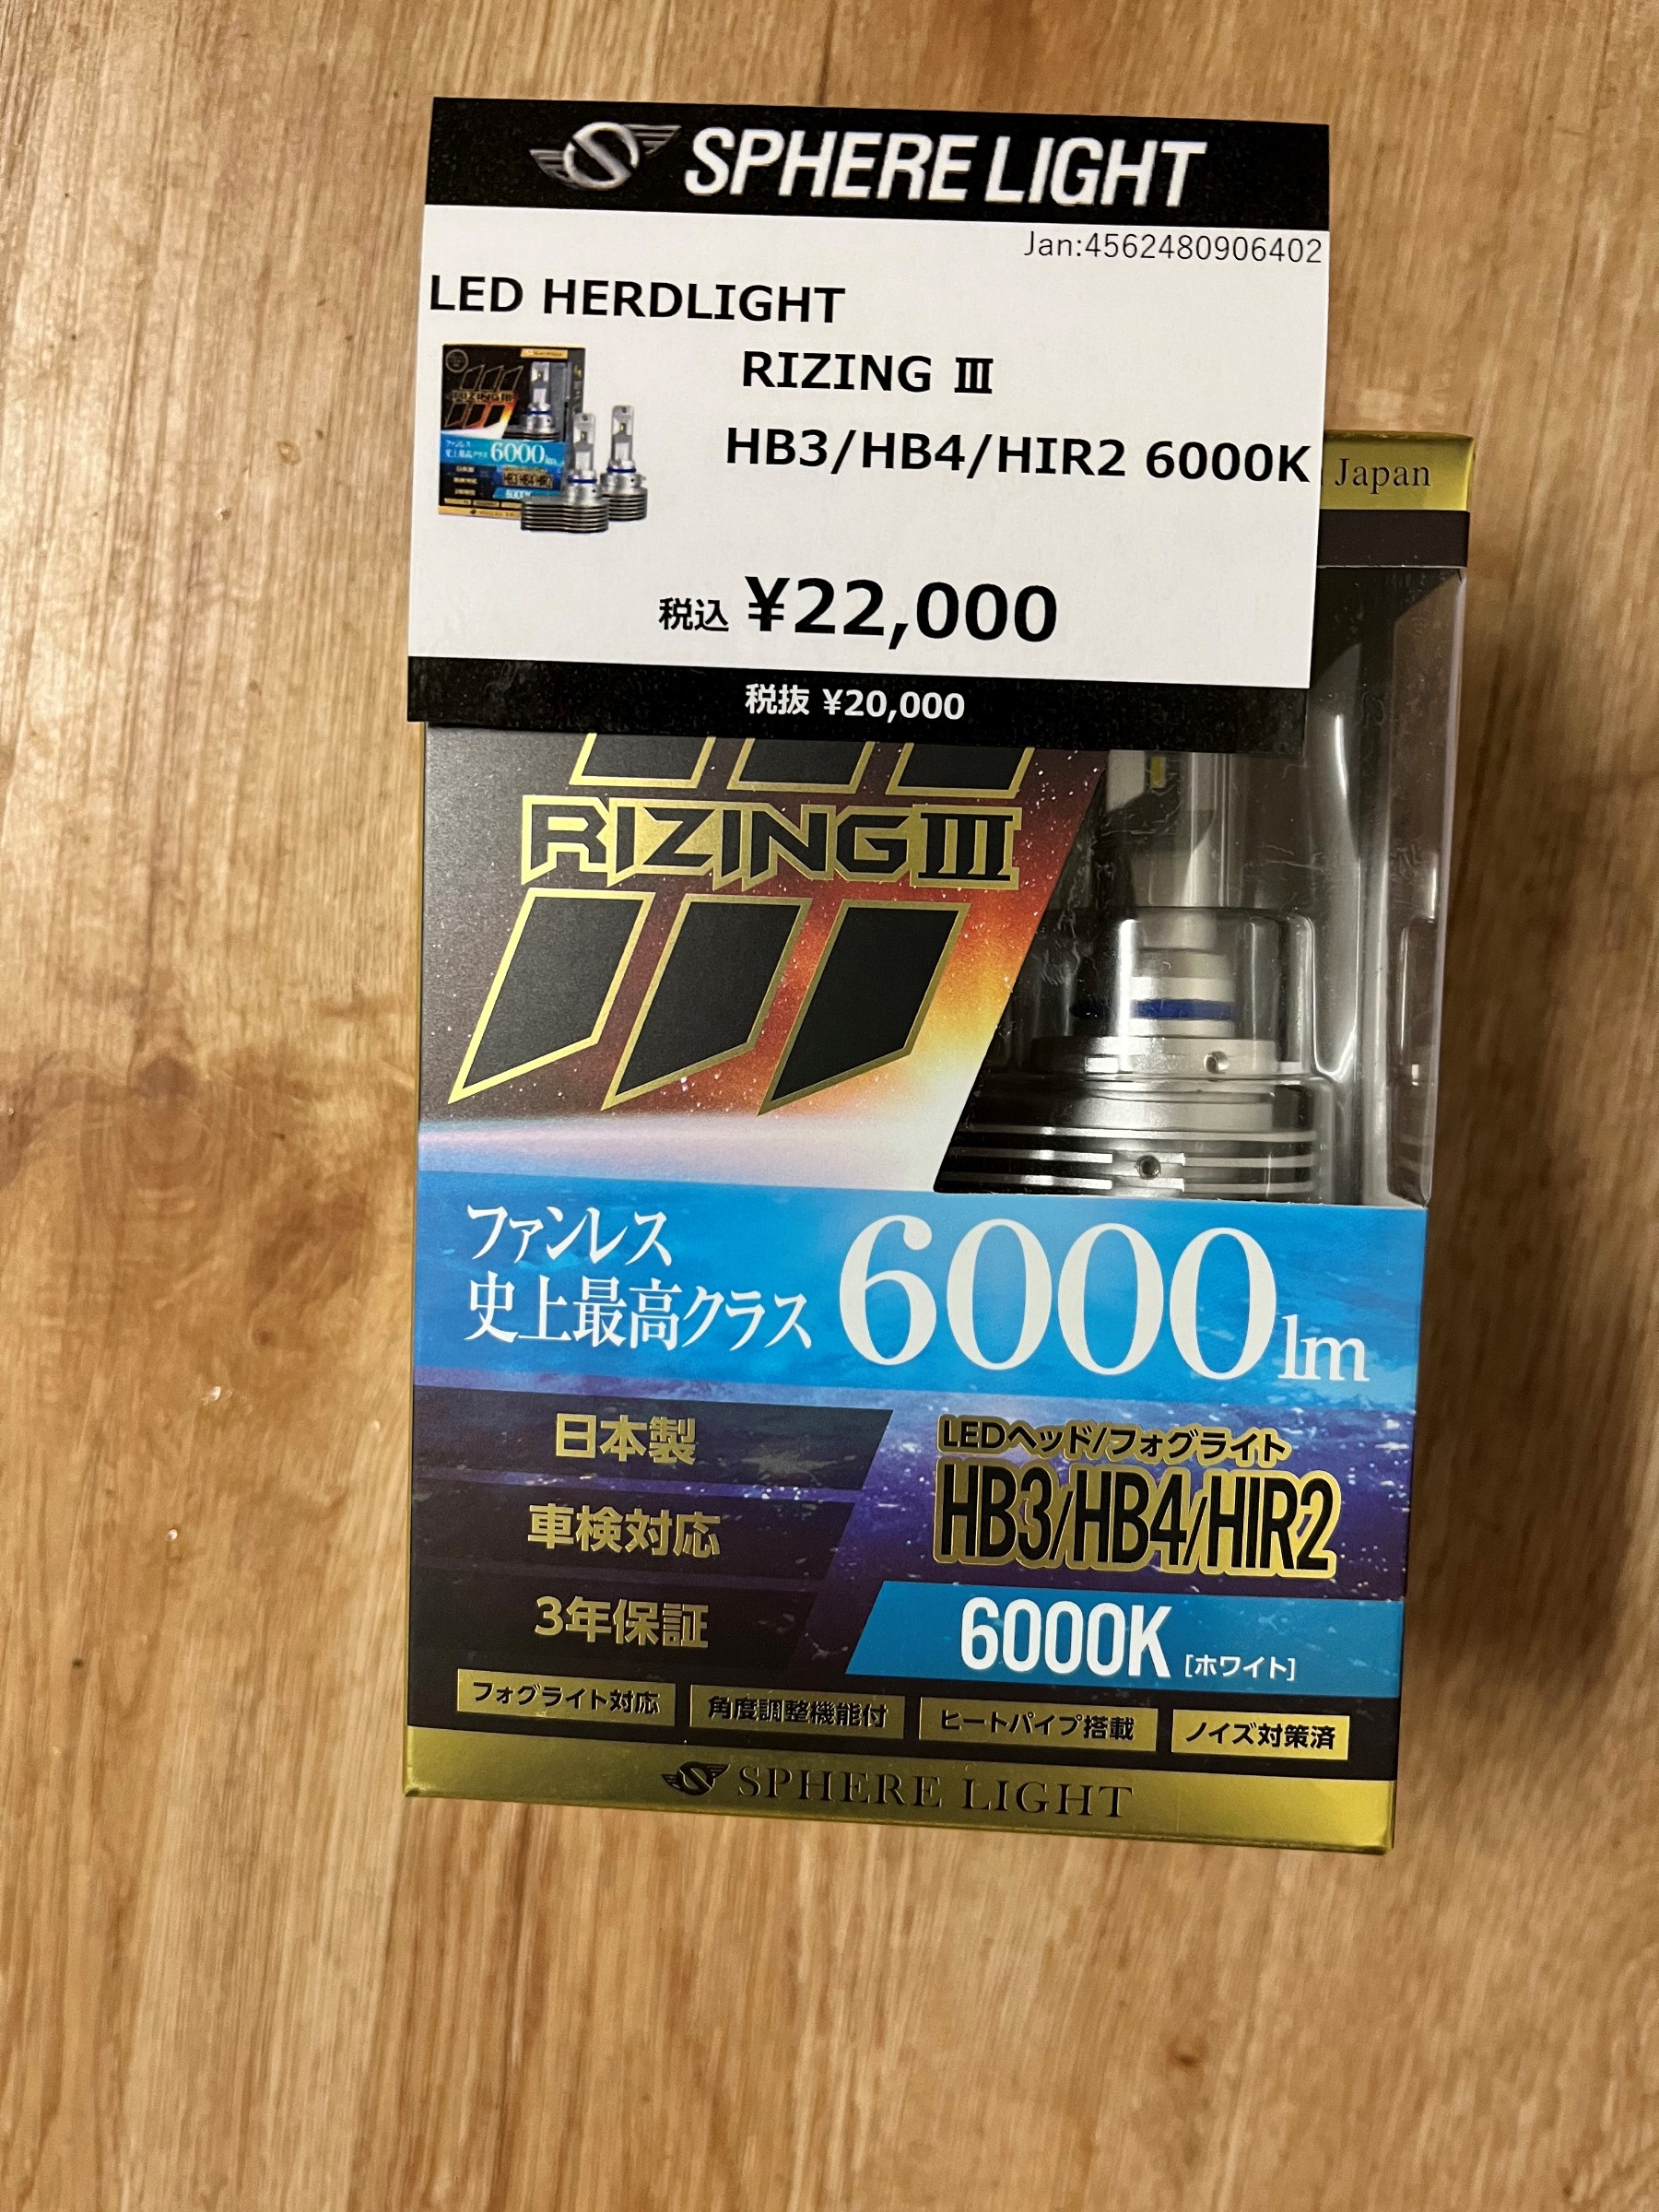 SPHERE LIGHT
Jan:4562480906402
LED HERDLIGHT
RIZING Ⅲ
HB3/HB4/HIR2 6000K
税込 ¥22,000
税抜 ¥20,000
Japan
RIZING III
ファンレス
史上最高クラス 6000lm
日本製
車検対応
3年保証
LEDヘッド/フォグライト
HB3/HB4/HIR2
6000K [ホワイト]
フォグライト対応 角度調整機能付 ヒートパイプ搭載 ノイズ対策済
SPHERE LIGHT